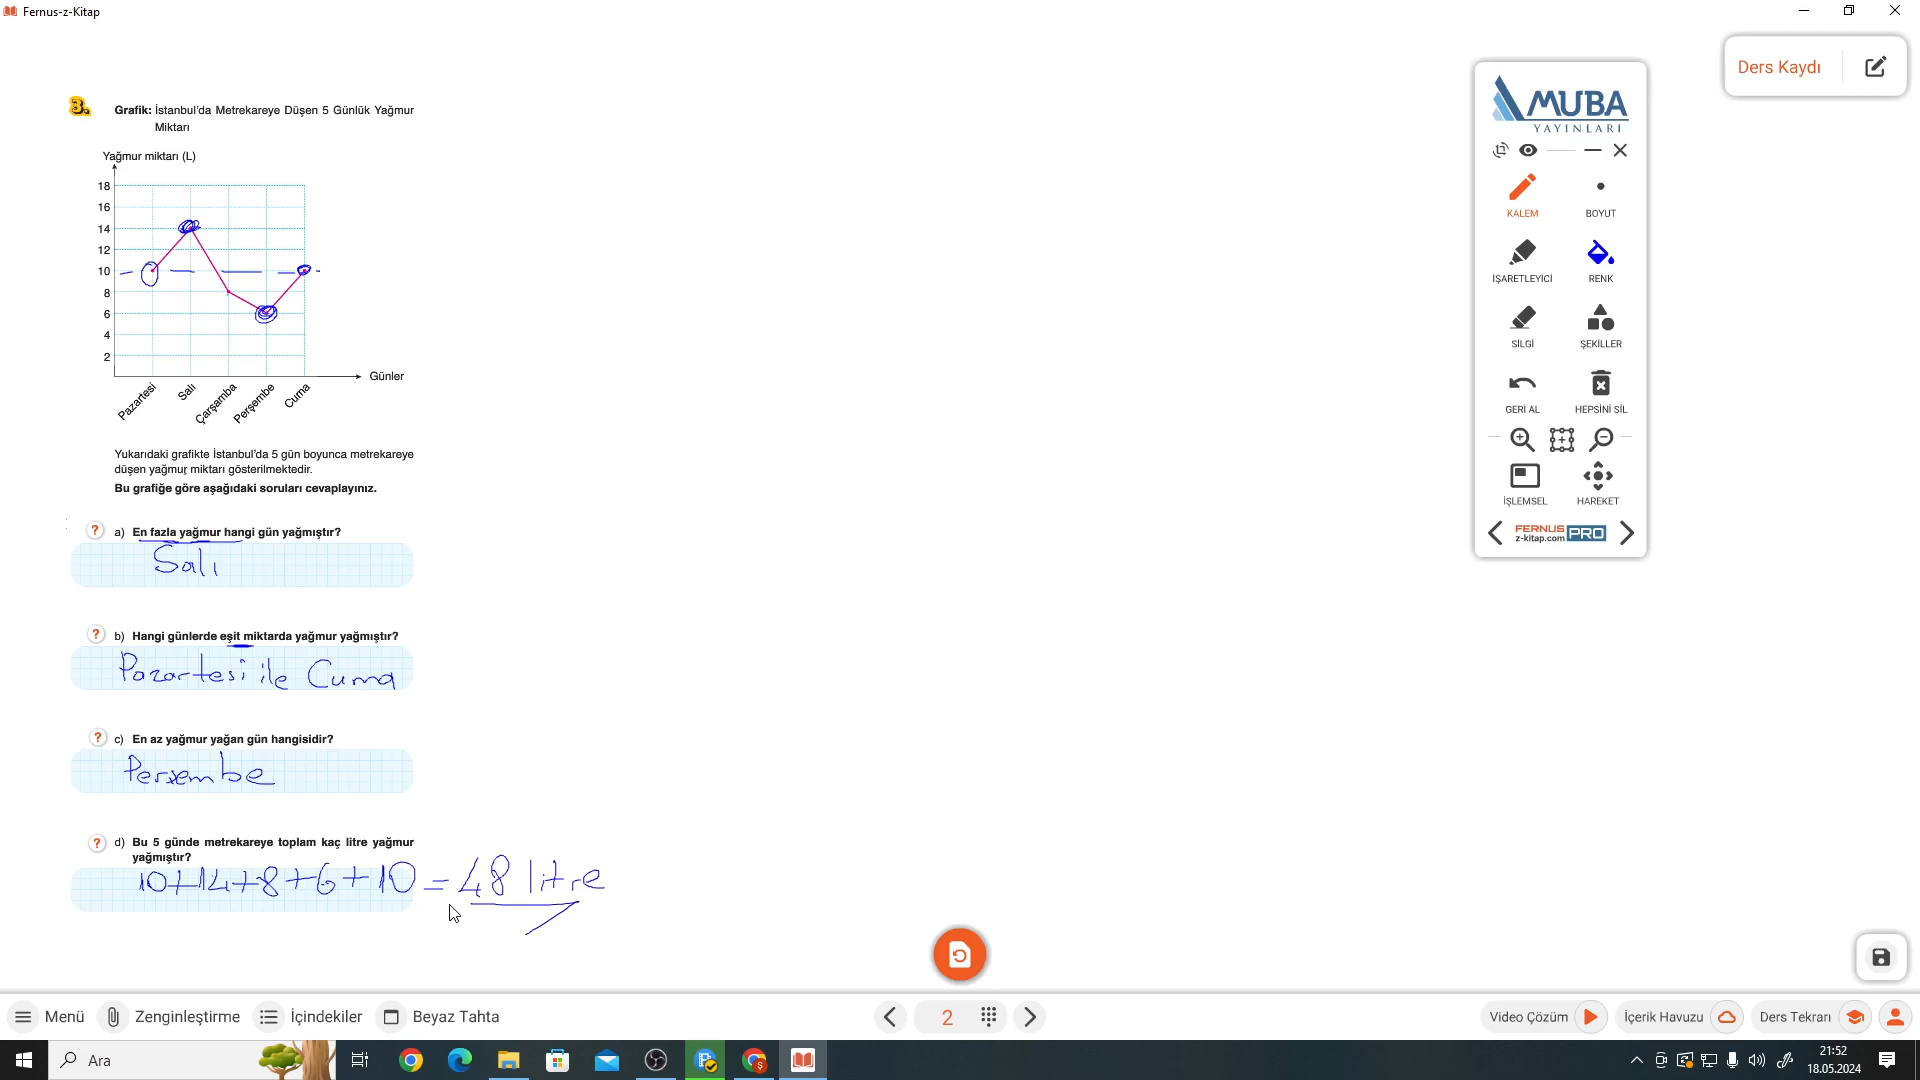 Fernus-z-Kitap
Ders Kaydı
3.
Grafik: İstanbul'da Metrekareye Düşen 5 Günlük Yağmur
Miktarı
Yağmur miktarı (L)
18
16
14
12
10
8
6
4
2
Günler
Pazartesi
Salı
Çarşamba
Perşembe
Cuma
Yukarıdaki grafikte İstanbul'da 5 gün boyunca metrekareye
düşen yağmur miktarı gösterilmektedir.
Bu grafiğe göre aşağıdaki soruları cevaplayınız.
? a) En fazla yağmur hangi gün yağmıştır?
Salı
? b) Hangi günlerde eşit miktarda yağmur yağmıştır?
Pazartesi ile Cuma
? c) En az yağmur yağan gün hangisidir?
Perşembe
? d) Bu 5 günde metrekareye toplam kaç litre yağmur
yağmıştır?
10+14+8+6+10 = 48 litre
MUBA
YAYINLARI
KALEM
BOYUT
İŞARETLEYİCİ
RENK
SİLGİ
ŞEKİLLER
GERİ AL
HEPSİNİ SİL
İŞLEMSEL
HAREKET
FERNUS
z-kitap.com PRO
Menü
Zenginleştirme
İçindekiler
Beyaz Tahta
2
Video Çözüm
İçerik Havuzu
Ders Tekrarı
Ara
21:52
18.05.2024